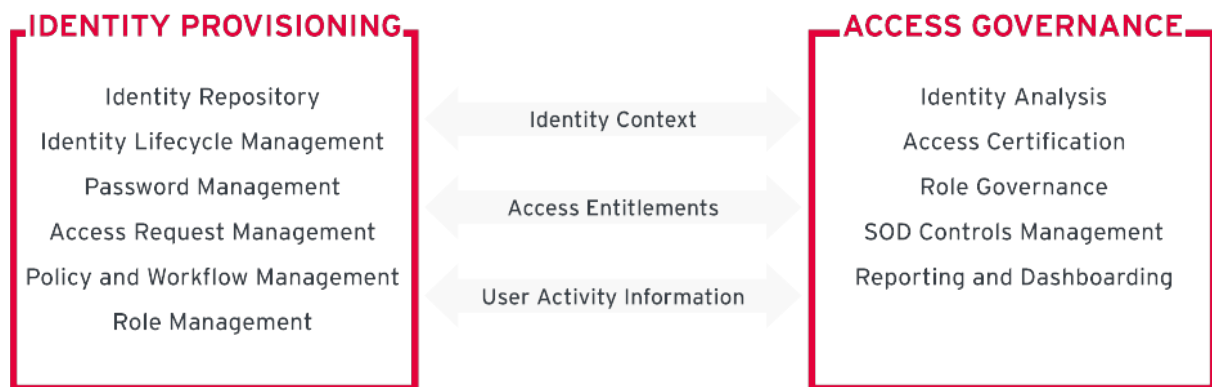 IDENTITY PROVISIONING
Identity Repository
Identity Lifecycle Management
Password Management
Access Request Management
Policy and Workflow Management
Role Management
Identity Context
Access Entitlements
User Activity Information
ACCESS GOVERNANCE
Identity Analysis
Access Certification
Role Governance
SOD Controls Management
Reporting and Dashboarding